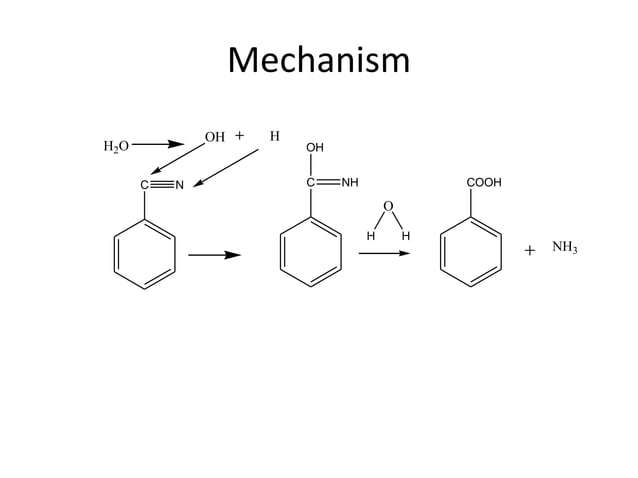 Mechanism
H₂O OH + H
OH
C N C NH COOH
O
H H
+ NH₃